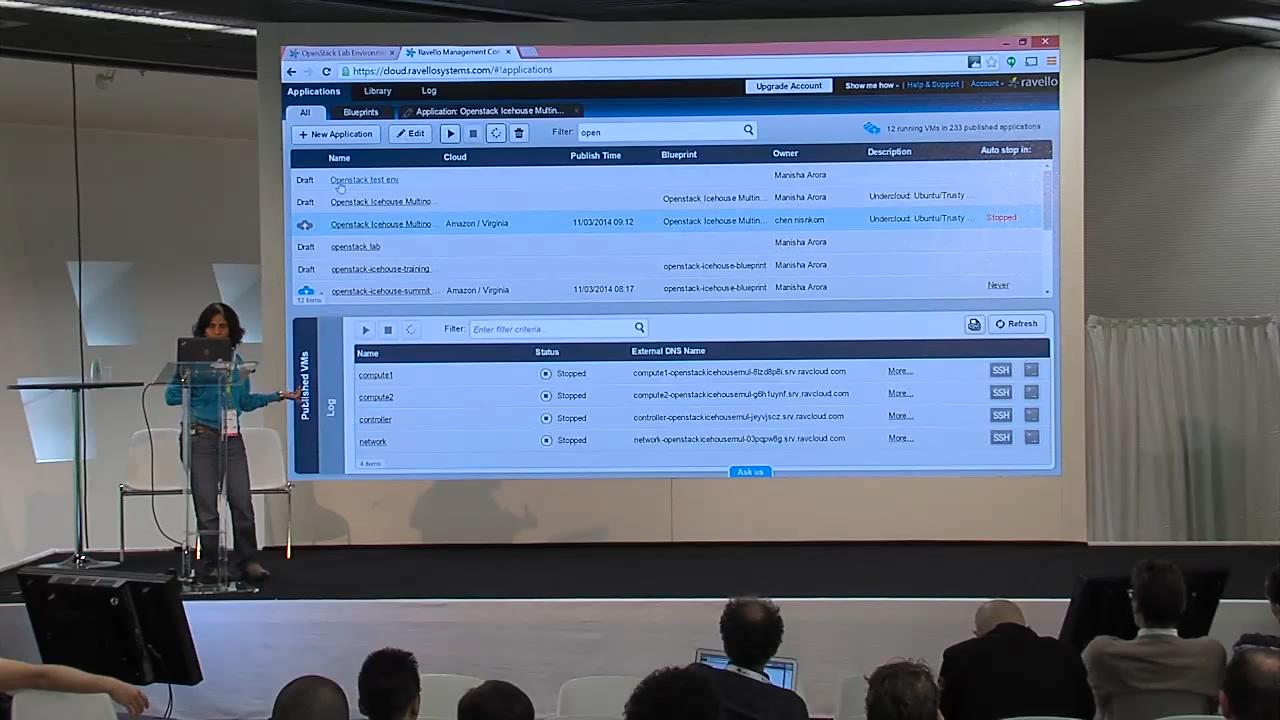 OpenStack Lab Environm
Ravello Management Con
https://cloud.ravellosystems.com/#!applications
Applications Library Log Upgrade Account Show me how Help & Support Account ravello
All Blueprints Application: Openstack Icehouse Multin...
+ New Application Edit Filter: open 12 running VMs in 233 published applications
Name Cloud Publish Time Blueprint Owner Description Auto stop in:
Draft Openstack test env Manisha Arora
Draft Openstack Icehouse Multino... Openstack Icehouse Multin... Manisha Arora Undercloud: Ubuntu/Trusty ...
Openstack Icehouse Multino... Amazon / Virginia 11/03/2014 09:12 Openstack Icehouse Multin... chen nisnkorn Undercloud: Ubuntu/Trusty ... Stopped
Draft openstack lab Manisha Arora
Draft openstack-icehouse-training... openstack-icehouse-blueprint Manisha Arora
openstack-icehouse-summit... Amazon / Virginia 11/03/2014 08:17 openstack-icehouse-blueprint Manisha Arora Never
12 items
Published VMs
Log
Filter: Enter filter criteria... Refresh
Name Status External DNS Name
compute1 Stopped compute1-openstackicehousemul-8lzd8p8i.srv.ravcloud.com More... SSH
compute2 Stopped compute2-openstackicehousemul-g6h1uynf.srv.ravcloud.com More... SSH
controller Stopped controller-openstackicehousemul-jeyvjscz.srv.ravcloud.com More... SSH
network Stopped network-openstackicehousemul-03pqpw8g.srv.ravcloud.com More... SSH
4 items
Ask us